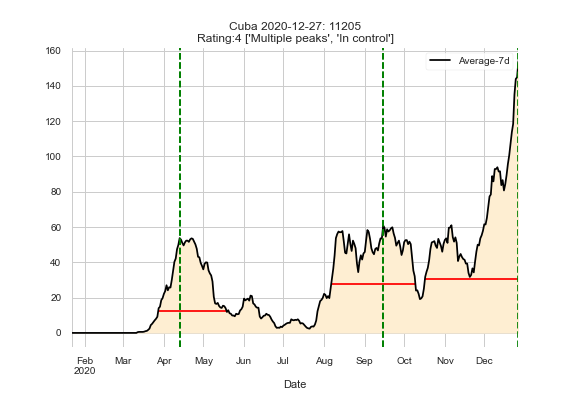 Cuba 2020-12-27: 11205
Rating:4 ['Multiple peaks', 'In control']
Average-7d
160
140
120
100
80
60
40
20
0
Feb Mar Apr May Jun Jul Aug Sep Oct Nov Dec
2020
Date